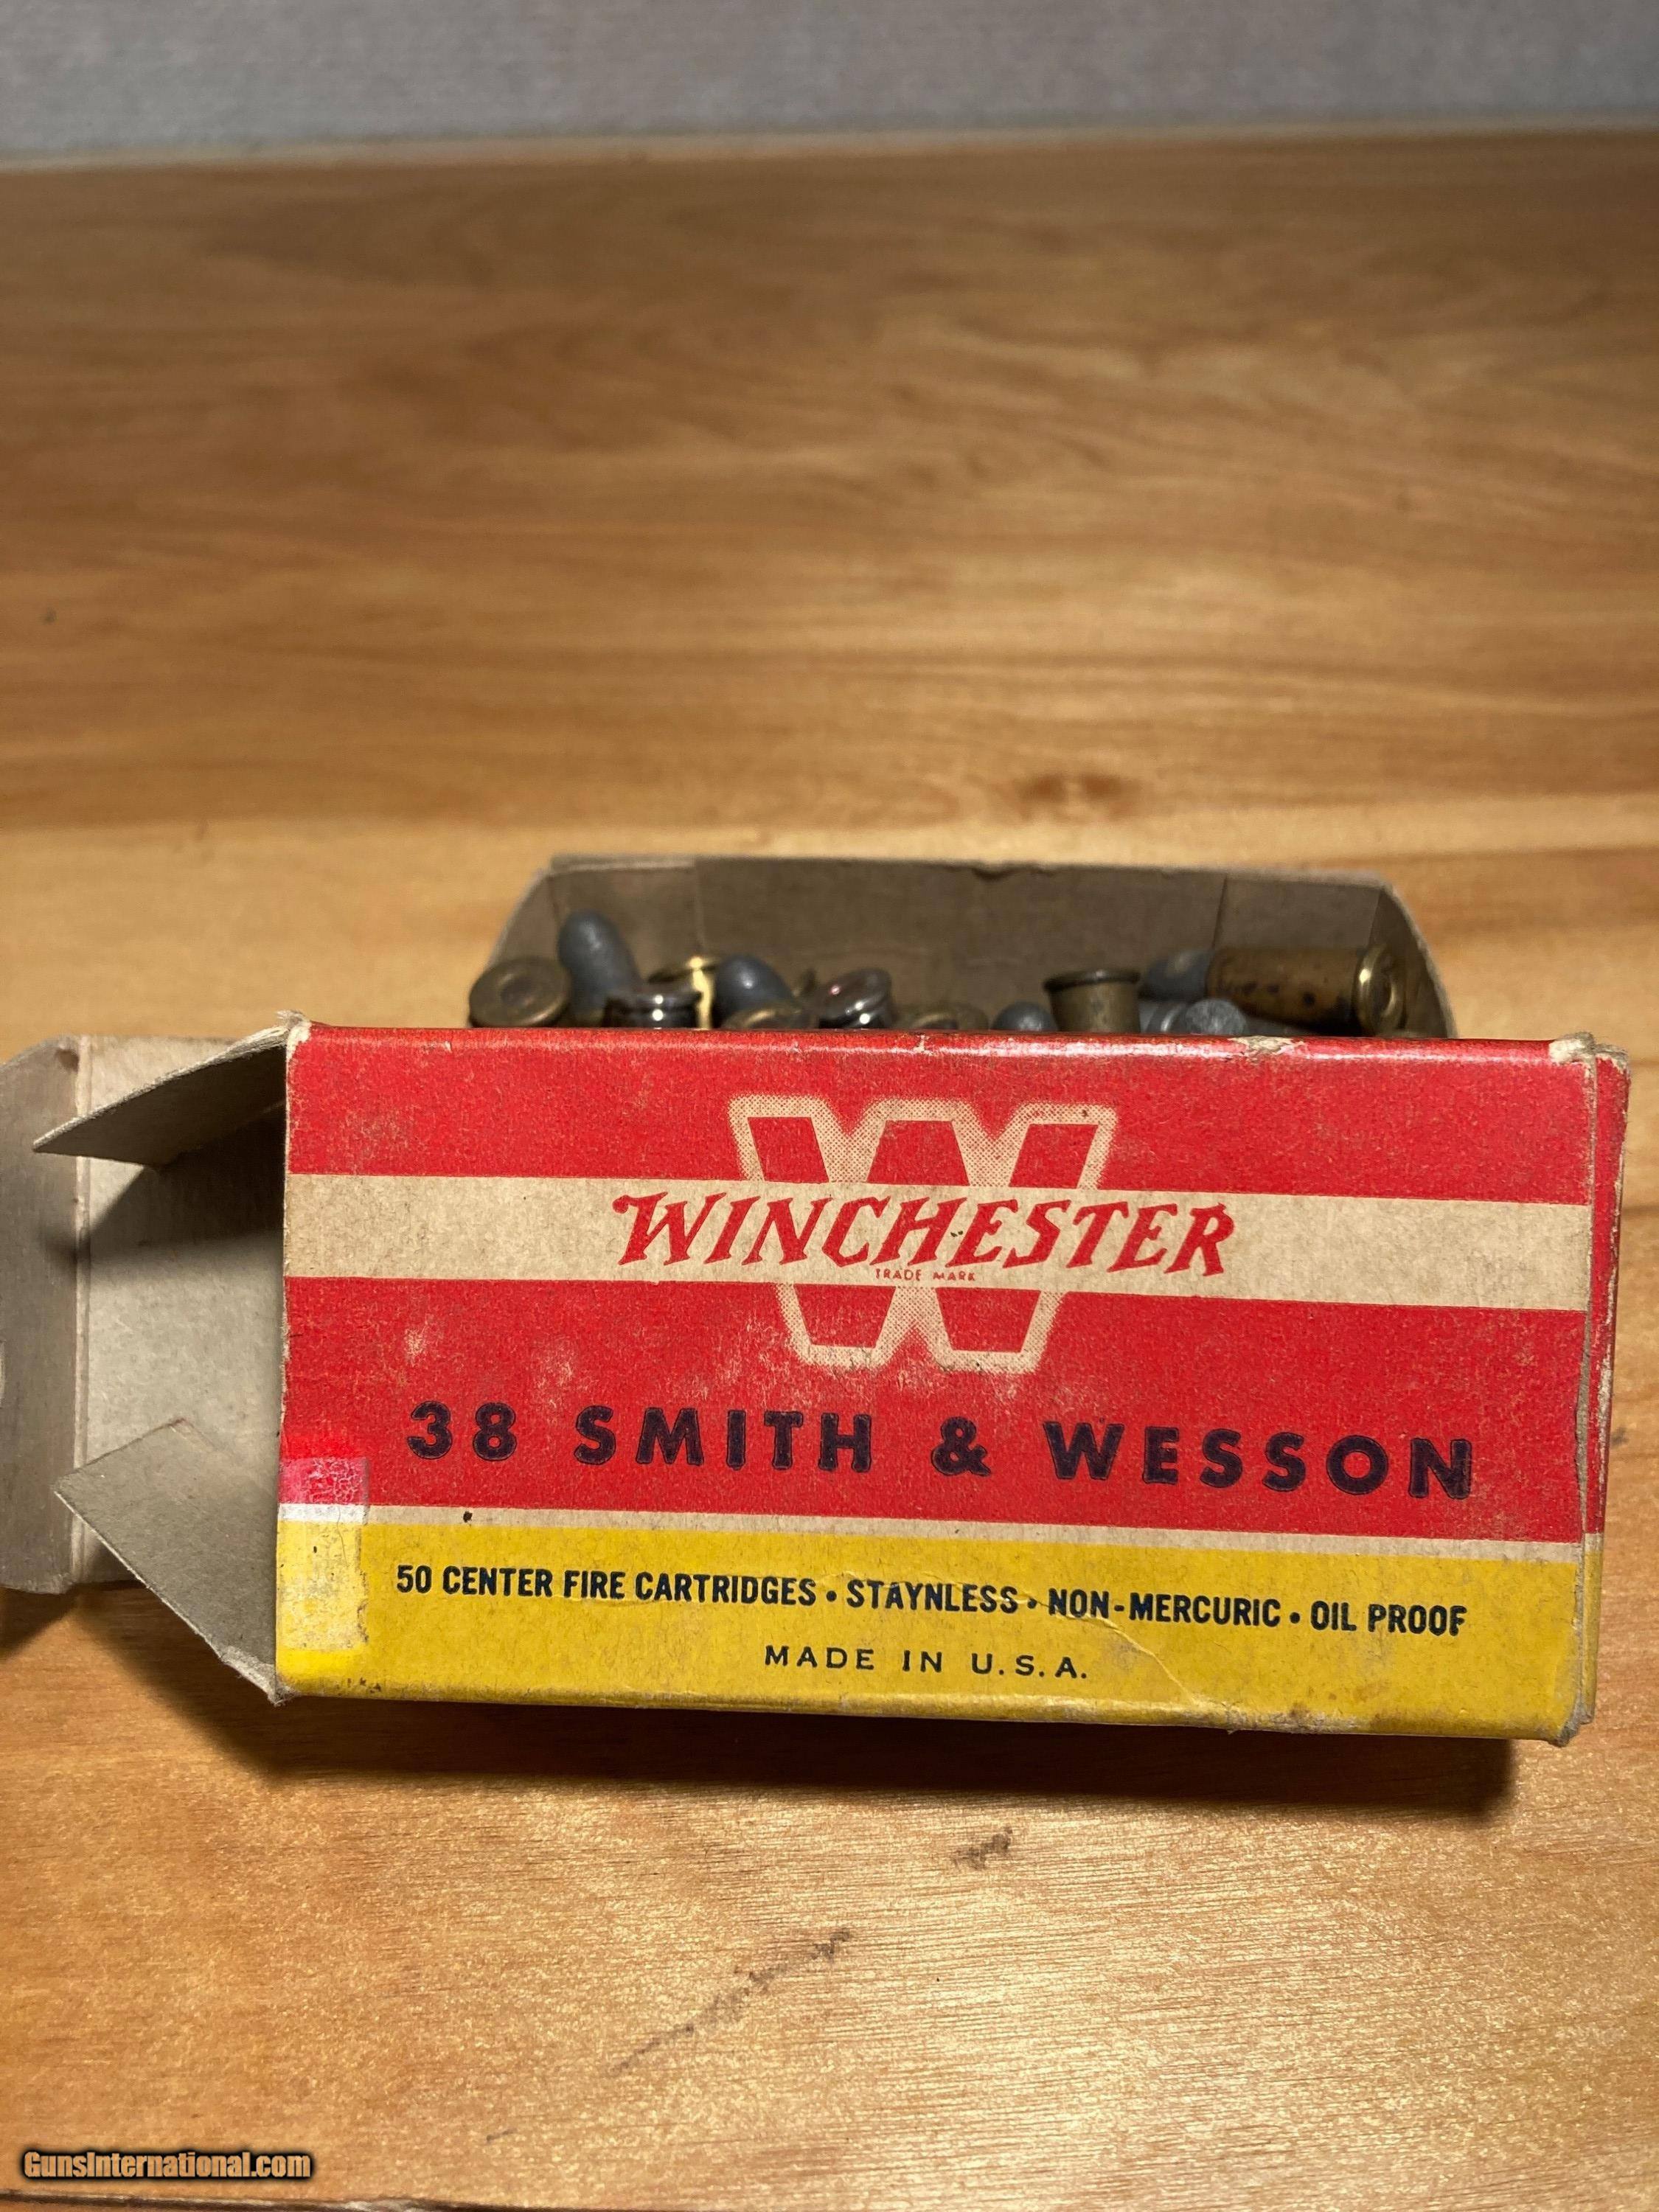 W
WINCHESTER
TRADE MARK
38 SMITH & WESSON
50 CENTER FIRE CARTRIDGES • STAYNLESS • NON-MERCURIC • OIL PROOF
MADE IN U.S.A.
GunsInternational.com